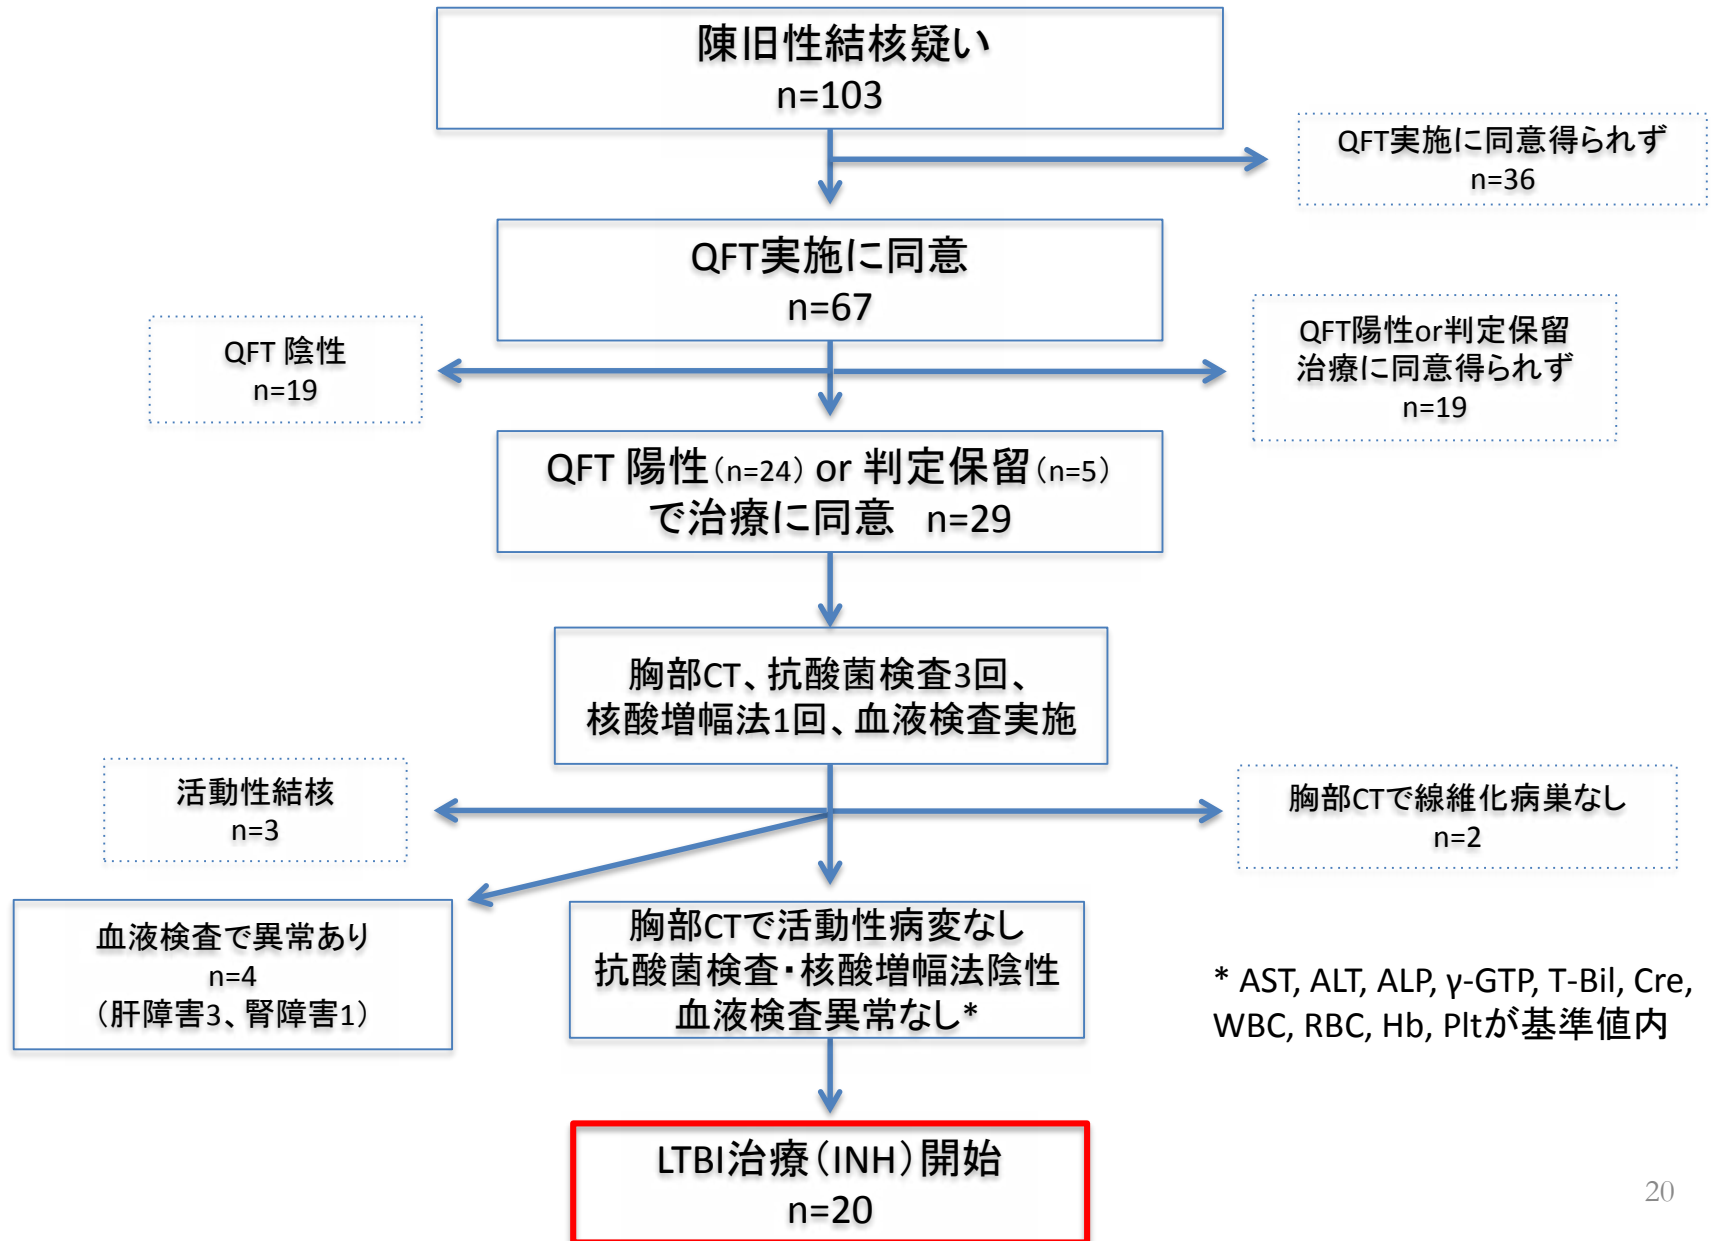 陳旧性結核疑い
n=103
QFT実施に同意得られず
n=36
QFT実施に同意
n=67
QFT 陰性
n=19
QFT陽性or判定保留
治療に同意得られず
n=19
QFT 陽性（n=24）or 判定保留（n=5）
で治療に同意　n=29
胸部CT、抗酸菌検査3回、
核酸増幅法1回、血液検査実施
活動性結核
n=3
胸部CTで線維化病巣なし
n=2
血液検査で異常あり
n=4
（肝障害3、腎障害1）
胸部CTで活動性病変なし
抗酸菌検査・核酸増幅法陰性
血液検査異常なし*
* AST, ALT, ALP, γ-GTP, T-Bil, Cre,
WBC, RBC, Hb, Pltが基準値内
LTBI治療（INH）開始
n=20
20